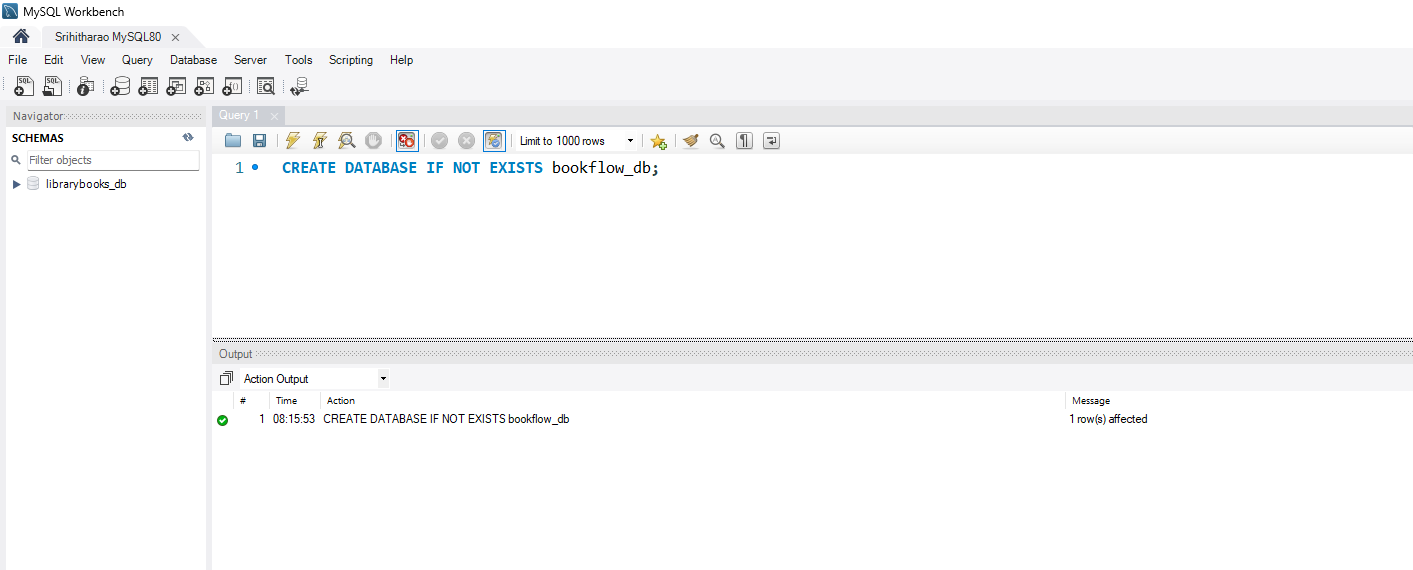 MySQL Workbench
Srihitharao MySQL80
File Edit View Query Database Server Tools Scripting Help
SQL SQL
Navigator
Query 1
SCHEMAS
Limit to 1000 rows
Filter objects
1 CREATE DATABASE IF NOT EXISTS bookflow_db;
librarybooks_db
Output
Action Output
# Time Action Message
1 08:15:53 CREATE DATABASE IF NOT EXISTS bookflow_db 1 row(s) affected